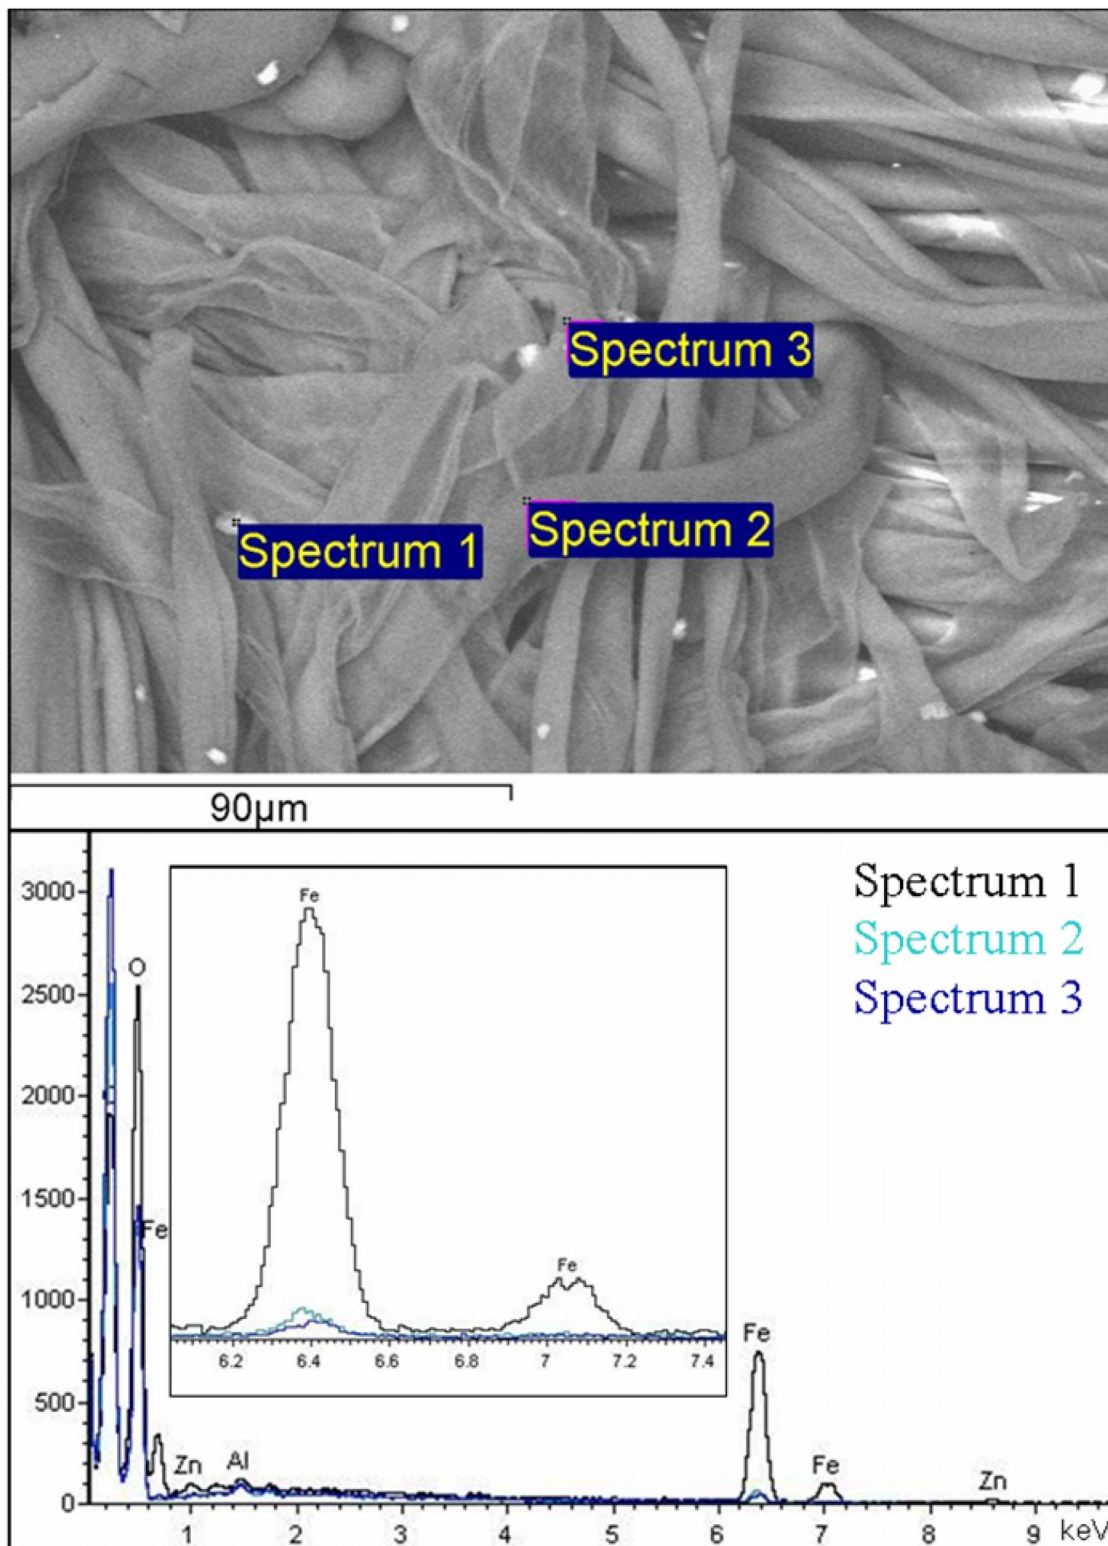 Spectrum 3
Spectrum 2
Spectrum 1
90µm
Spectrum 1
Spectrum 2
Spectrum 3
3000
2500
2000
1500
1000
500
0
O
Fe
Zn
Al
Fe
Fe
Zn
Fe
Fe
6.2 6.4 6.6 6.8 7 7.2 7.4
1 2 3 4 5 6 7 8 9 keV